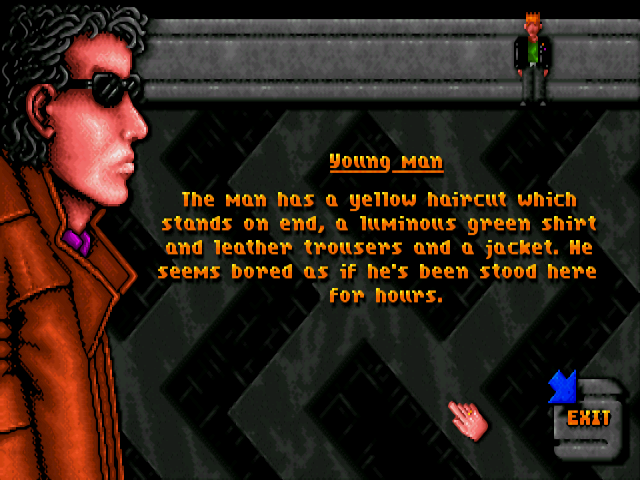 Young man
The man has a yellow haircut which
stands on end, a luminous green shirt
and leather trousers and a jacket. He
seems bored as if he's been stood here
for hours.
EXIT